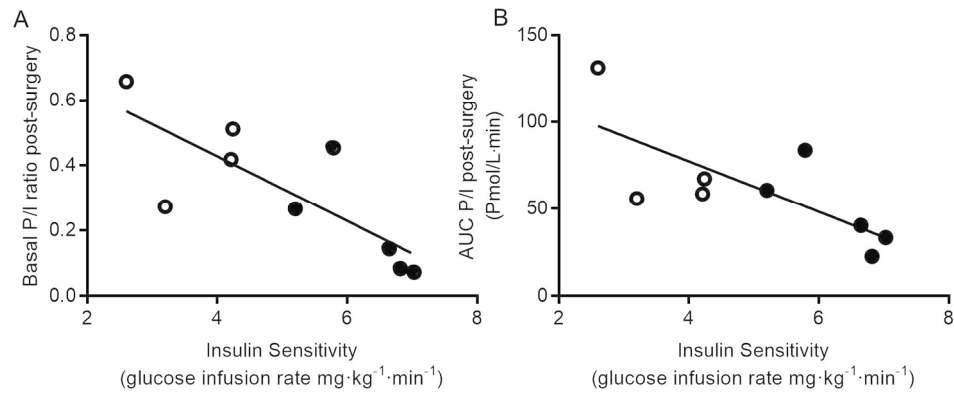 A
Basal P/I ratio post-surgery
0.8
0.6
0.4
0.2
0.0
2 4 6 8
Insulin Sensitivity
(glucose infusion rate mg·kg⁻¹·min⁻¹)
B
AUC P/I post-surgery
(Pmol/L·min)
150
100
50
0
2 4 6 8
Insulin Sensitivity
(glucose infusion rate mg·kg⁻¹·min⁻¹)